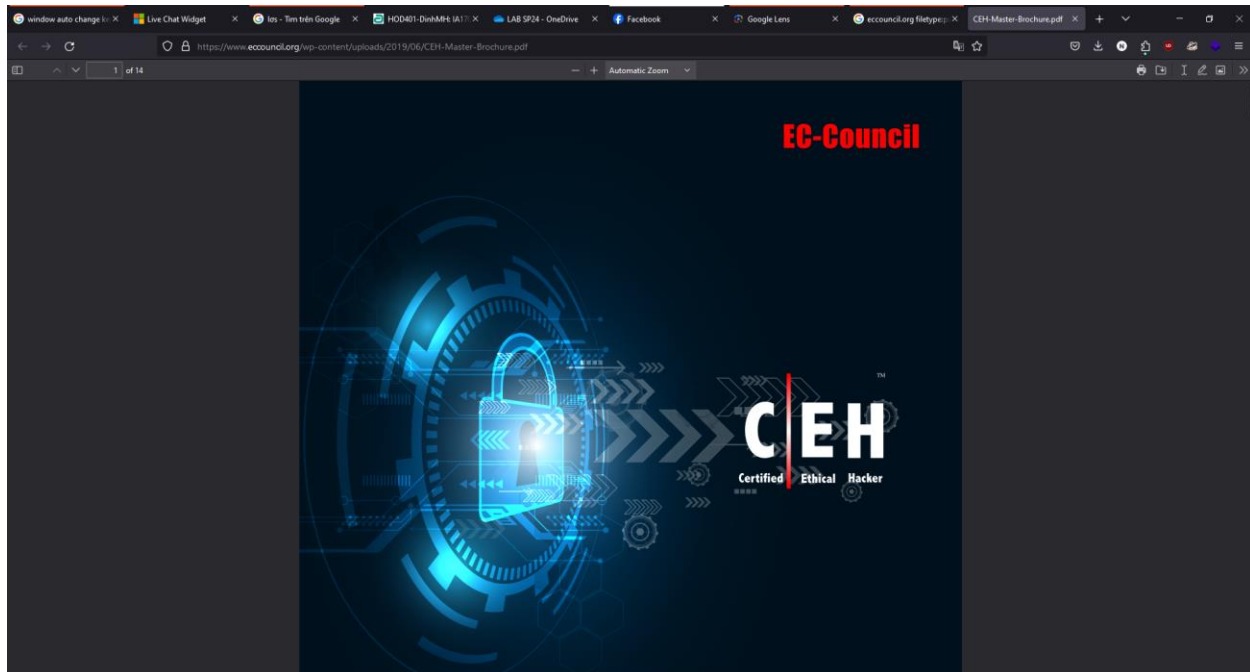 window auto change ke
Live Chat Widget
los - Tìm trên Google
HOD401-DinhMH: IA17
LAB SP24 - OneDrive
Facebook
Google Lens
eccouncil.org filetype:p
CEH-Master-Brochure.pdf
https://www.eccouncil.org/wp-content/uploads/2019/06/CEH-Master-Brochure.pdf
1 of 14
Automatic Zoom
EC-Council
TM
C|EH
Certified Ethical Hacker